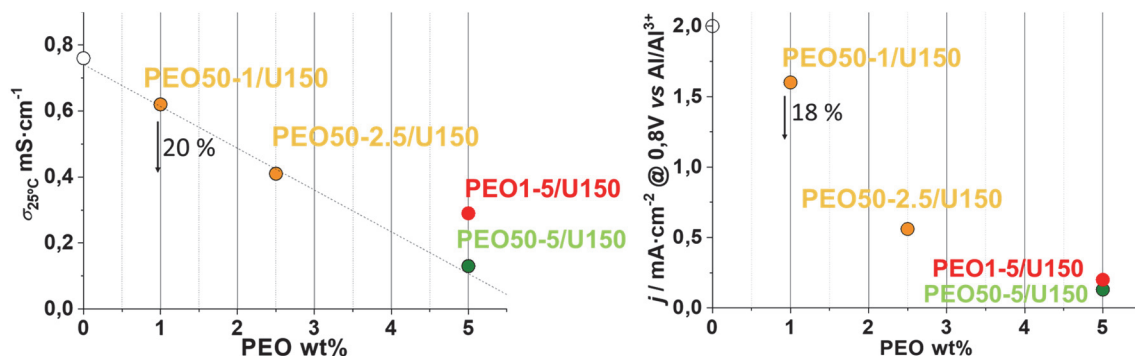 0,8
0,6
0,4
0,2
0,0
σ25ºC mS·cm⁻¹
PEO50-1/U150
20 %
PEO50-2.5/U150
PEO1-5/U150
PEO50-5/U150
0 1 2 3 4 5
PEO wt%
2,0
1,5
1,0
0,5
0,0
j / mA·cm⁻² @ 0,8V vs Al/Al³⁺
PEO50-1/U150
18 %
PEO50-2.5/U150
PEO1-5/U150
PEO50-5/U150
0 1 2 3 4 5
PEO wt%